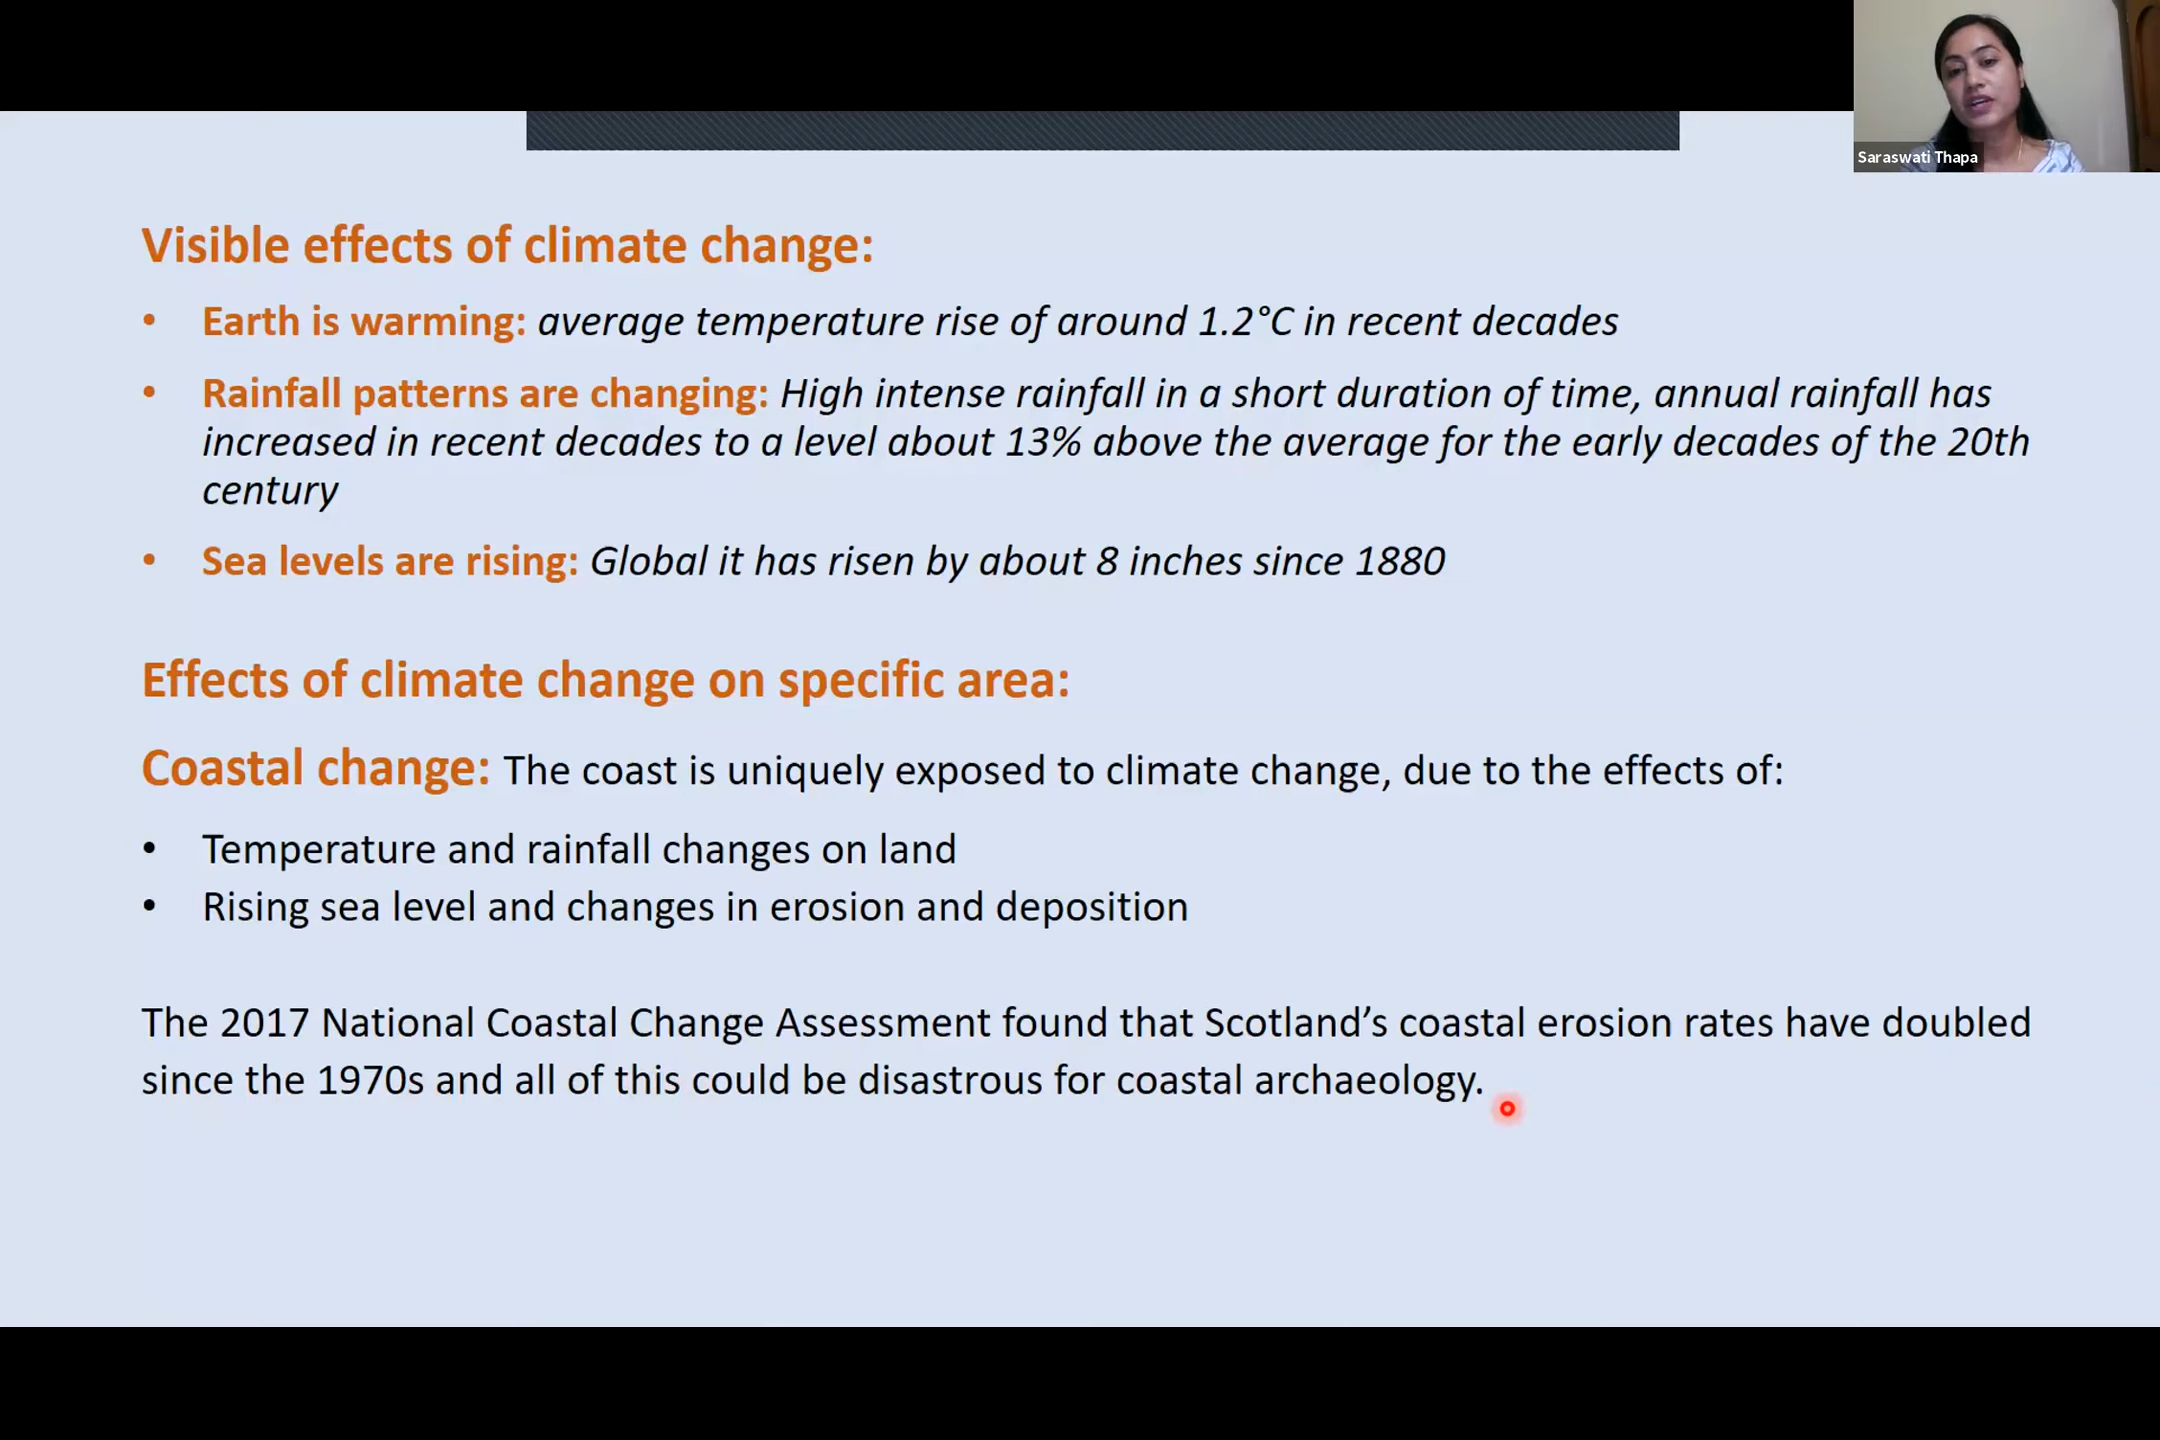 Saraswati Thapa
Visible effects of climate change:
• Earth is warming: average temperature rise of around 1.2°C in recent decades
• Rainfall patterns are changing: High intense rainfall in a short duration of time, annual rainfall has
increased in recent decades to a level about 13% above the average for the early decades of the 20th
century
• Sea levels are rising: Global it has risen by about 8 inches since 1880
Effects of climate change on specific area:
Coastal change: The coast is uniquely exposed to climate change, due to the effects of:
• Temperature and rainfall changes on land
• Rising sea level and changes in erosion and deposition
The 2017 National Coastal Change Assessment found that Scotland’s coastal erosion rates have doubled
since the 1970s and all of this could be disastrous for coastal archaeology.